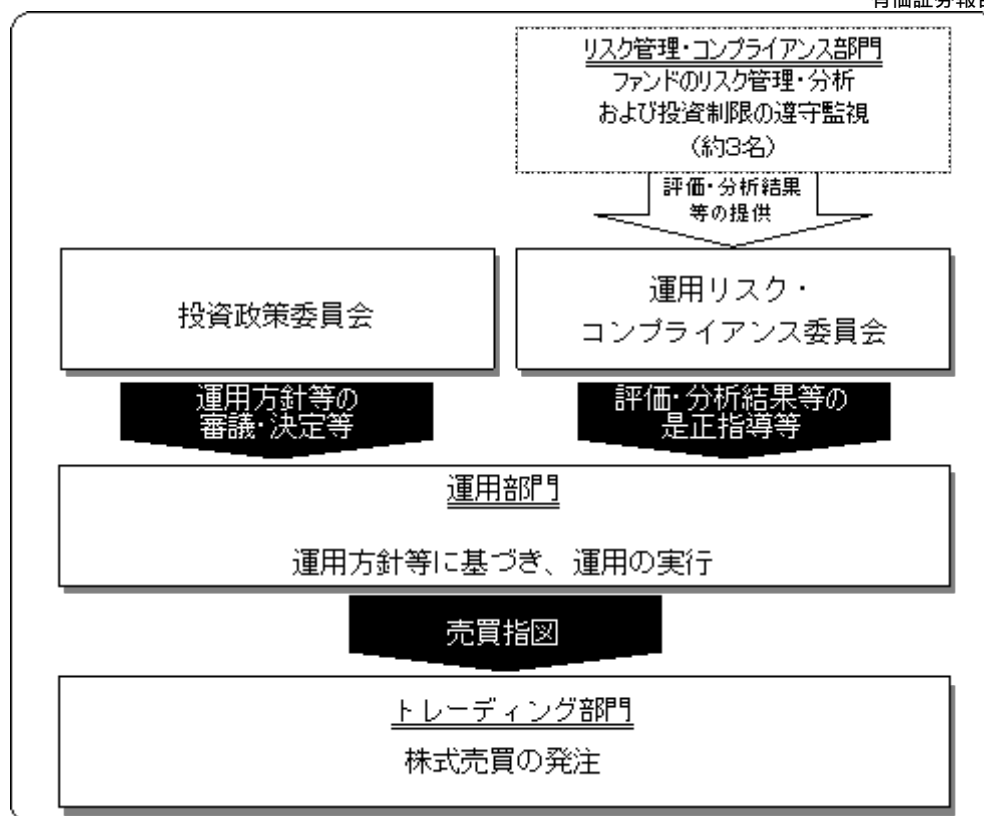 リスク管理・コンプライアンス部門
ファンドのリスク管理・分析
および投資制限の遵守監視
（約3名）
評価・分析結果
等の提供
投資政策委員会
運用リスク・
コンプライアンス委員会
運用方針等の
審議・決定等
評価・分析結果等の
是正指導等
運用部門
運用方針等に基づき、運用の実行
売買指図
トレーディング部門
株式売買の発注